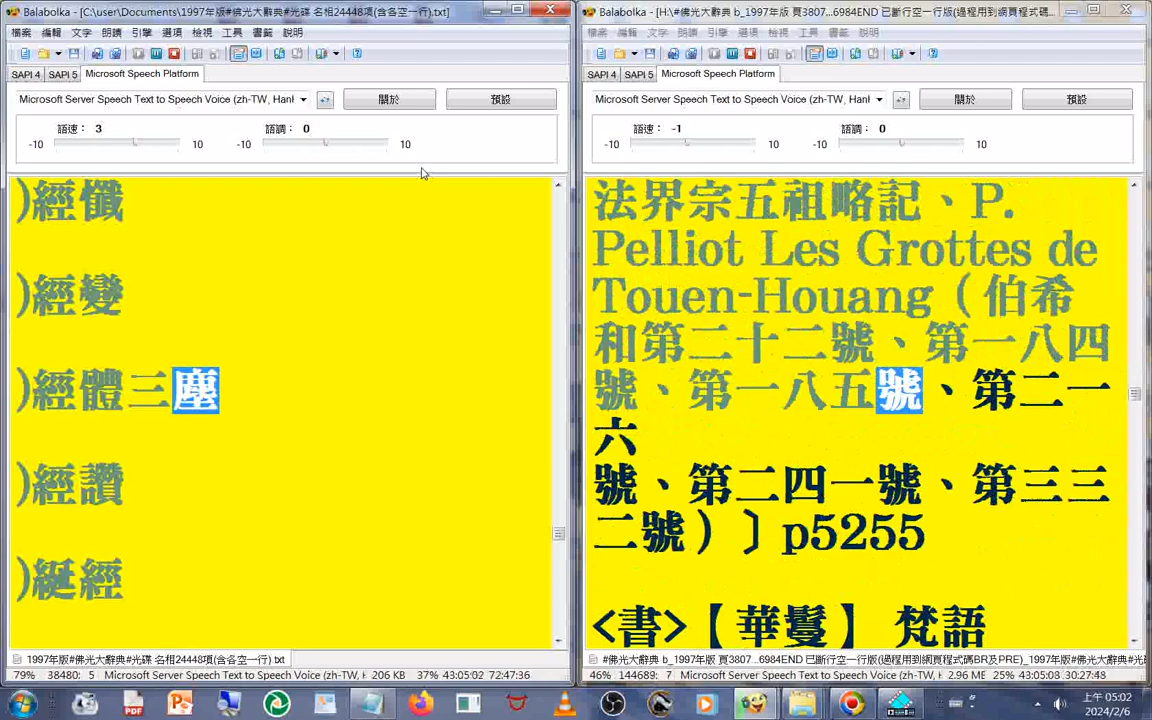 Balabolka - [C:\user\Documents\1997年版#佛光大辭典#光碟 名相24448項(含各空一行).txt]
檔案 編輯 文字 朗讀 引擎 選項 檢視 工具 書籤 說明
SAPI 4 SAPI 5 Microsoft Speech Platform
Microsoft Server Speech Text to Speech Voice (zh-TW, Hanl
關於
預設
語速： 3
語調： 0
-10 10 -10 10
)經懺
)經變
)經體三塵
)經讚
)綖經
1997年版#佛光大辭典#光碟 名相24448項(含各空一行).txt
79% 38480: 5 Microsoft Server Speech Text to Speech Voice (zh-TW, H 206 KB 37% 43:05:02 72:47:36
Balabolka - [H:\#佛光大辭典 b_1997年版 頁3807...6984END 已斷行空一行版(過程用到網頁程式碼...
檔案 編輯 文字 朗讀 引擎 選項 檢視 工具 書籤 說明
SAPI 4 SAPI 5 Microsoft Speech Platform
Microsoft Server Speech Text to Speech Voice (zh-TW, Hanl
關於
預設
語速： -1
語調： 0
-10 10 -10 10
法界宗五祖略記、P.
Pelliot Les Grottes de
Touen-Houang（伯希
和第二十二號、第一八四
號、第一八五號、第二一
六
號、第二四一號、第三三
二號）〕p5255
<書>【華鬘】 梵語
#佛光大辭典 b_1997年版 頁3807...6984END 已斷行空一行版(過程用到網頁程式碼BR及PRE)_1997年版#光
46% 144689: 7 Microsoft Server Speech Text to Speech Voice (zh-TW, H 2.96 MB 25% 43:05:08 30:27:48
上午 05:02
2024/2/6